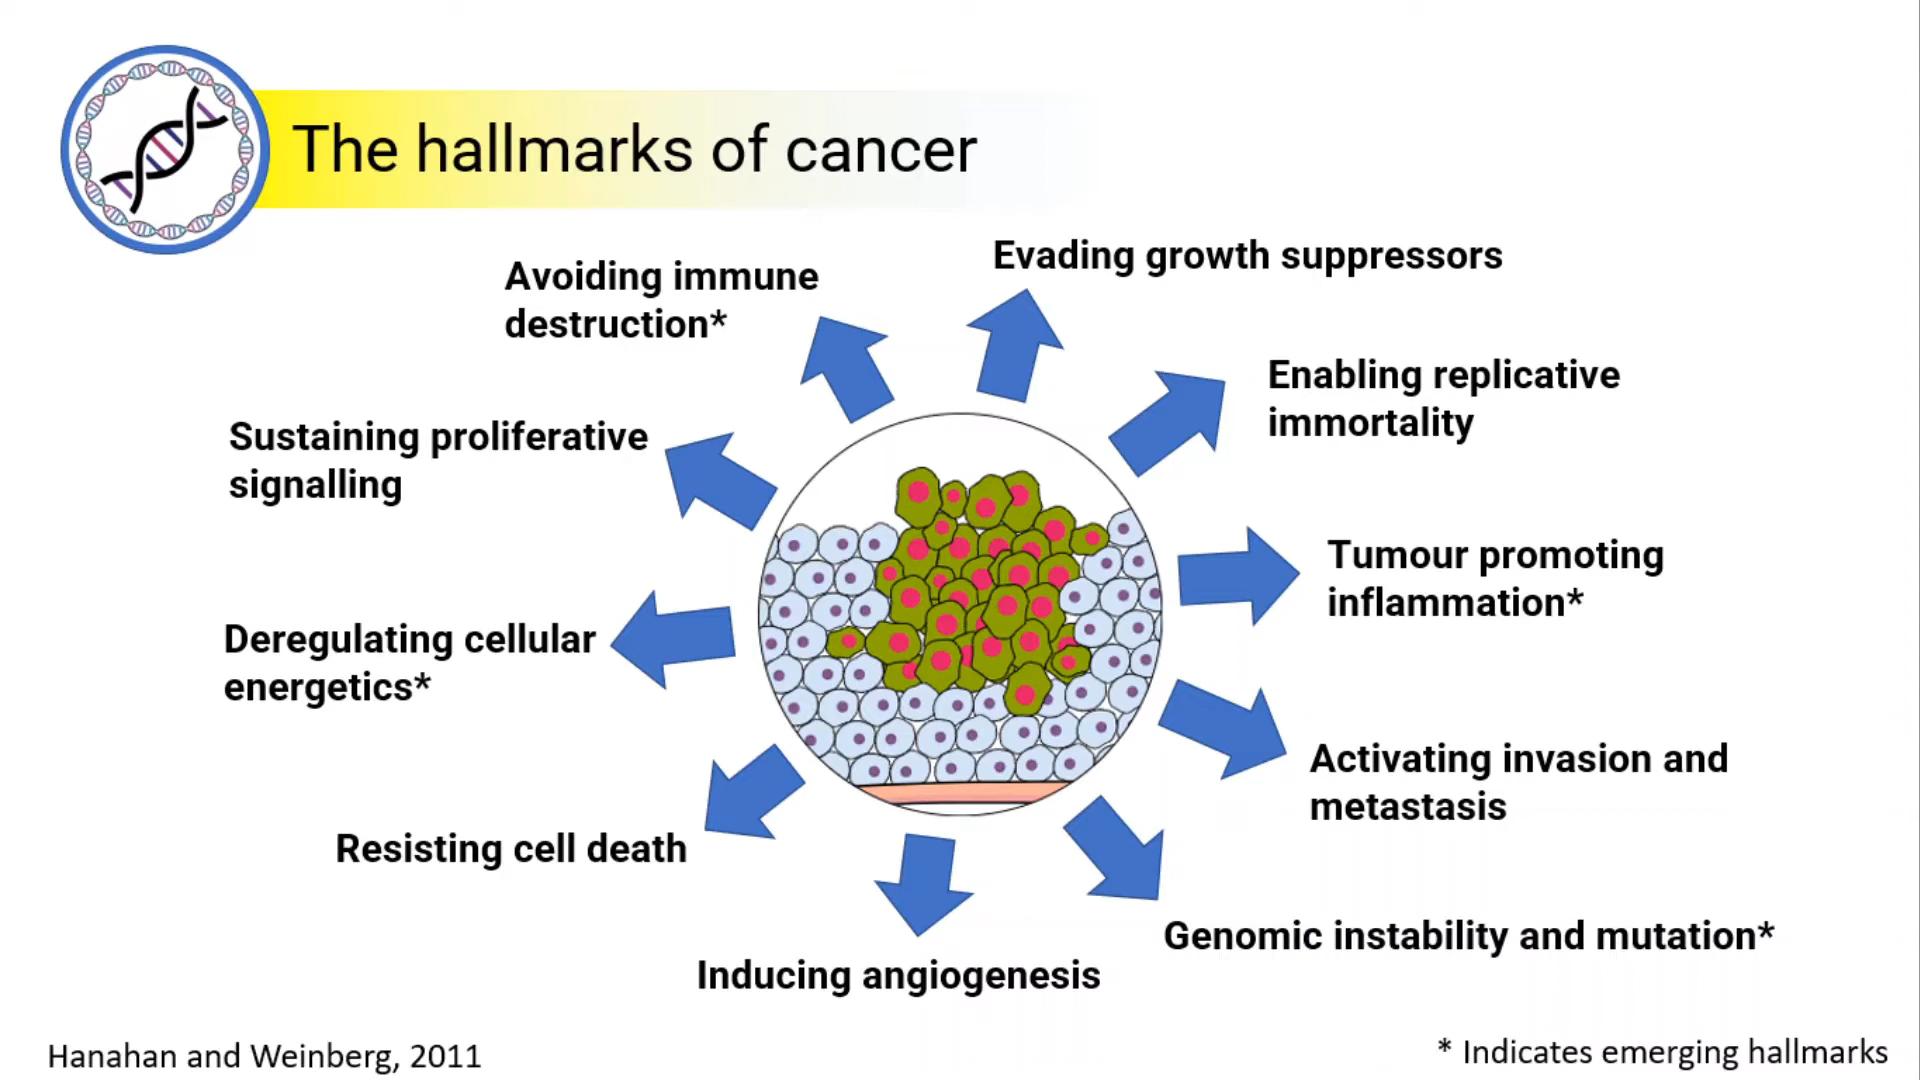 The hallmarks of cancer
Evading growth suppressors
Avoiding immune
destruction*
Enabling replicative
immortality
Sustaining proliferative
signalling
Tumour promoting
inflammation*
Deregulating cellular
energetics*
Activating invasion and
metastasis
Resisting cell death
Genomic instability and mutation*
Inducing angiogenesis
Hanahan and Weinberg, 2011
* Indicates emerging hallmarks